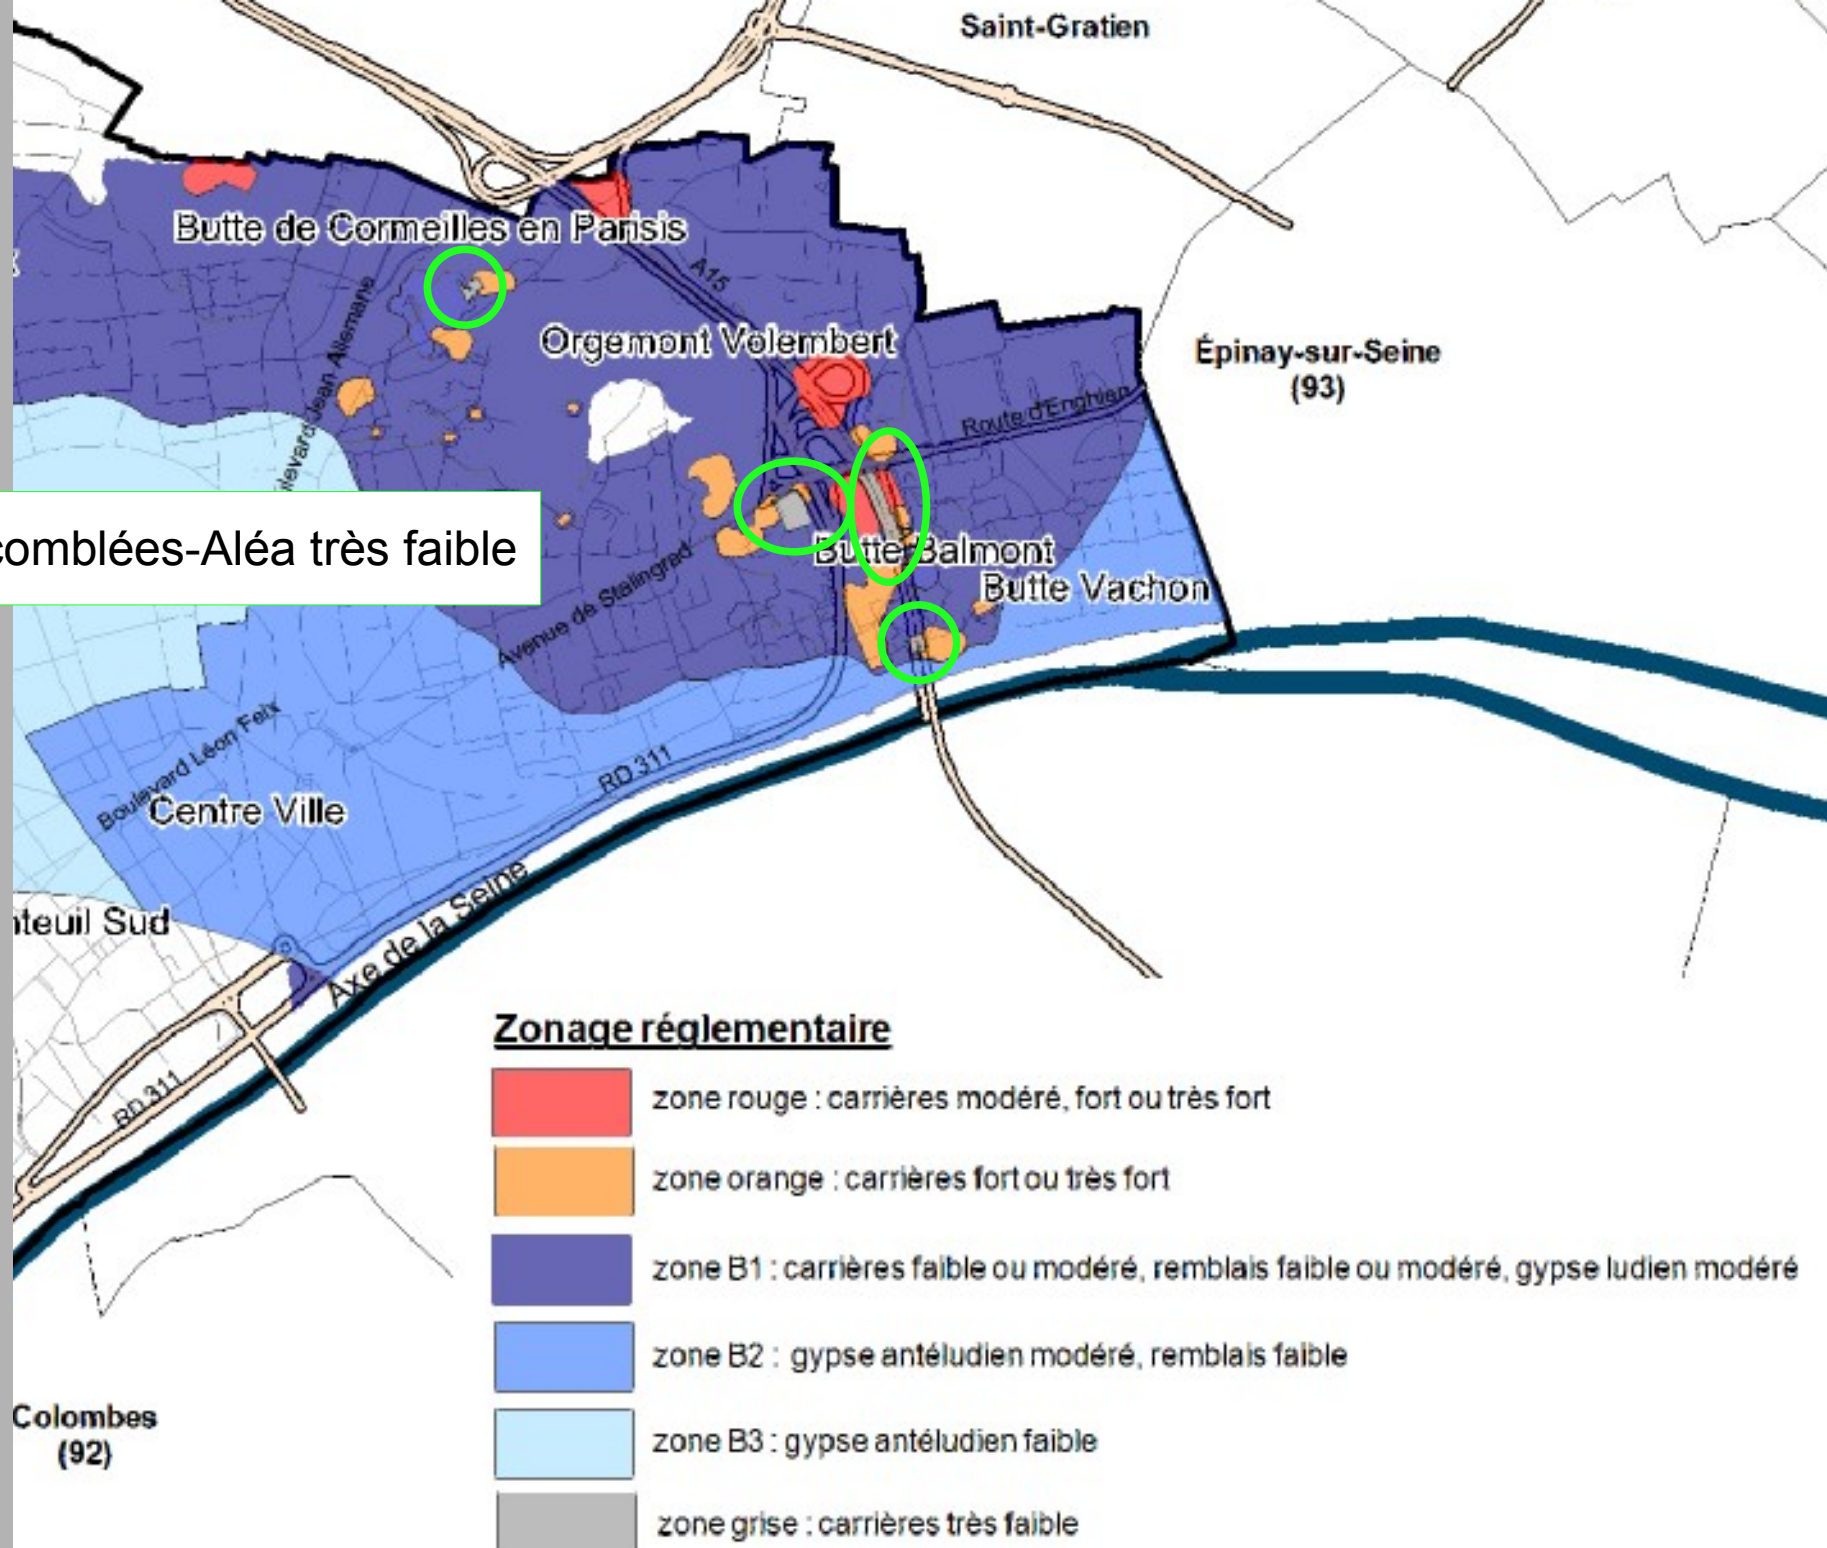 Saint-Gratien
Butte de Cormeilles en Parisis
A15
Orgemont Volembert
Épinay-sur-Seine
(93)
Jean Allemane
Route d'Enghien
comblées-Aléa très faible
Butte Balmont
Butte Vachon
Avenue de Stalingrad
Boulevard Léon Feix
RD 311
Centre Ville
Axe de la Seine
nteuil Sud
RD 311
Zonage réglementaire
zone rouge : carrières modéré, fort ou très fort
zone orange : carrières fort ou très fort
zone B1 : carrières faible ou modéré, remblais faible ou modéré, gypse ludien modéré
zone B2 : gypse antéludien modéré, remblais faible
Colombes
(92)
zone B3 : gypse antéludien faible
zone grise : carrières très faible